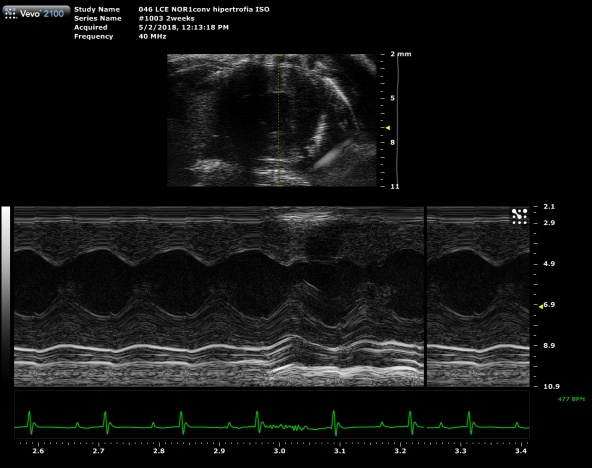 Vevo 2100
Study Name 046 LCE NOR1conv hipertrofia ISO
Series Name #1003 2weeks
Acquired 5/2/2018, 12:13:18 PM
Frequency 40 MHz
2 mm
5
8
11
2.1
2.9
4.9
6.9
8.9
10.9
477 BPM
2.6 2.7 2.8 2.9 3.0 3.1 3.2 3.3 3.4